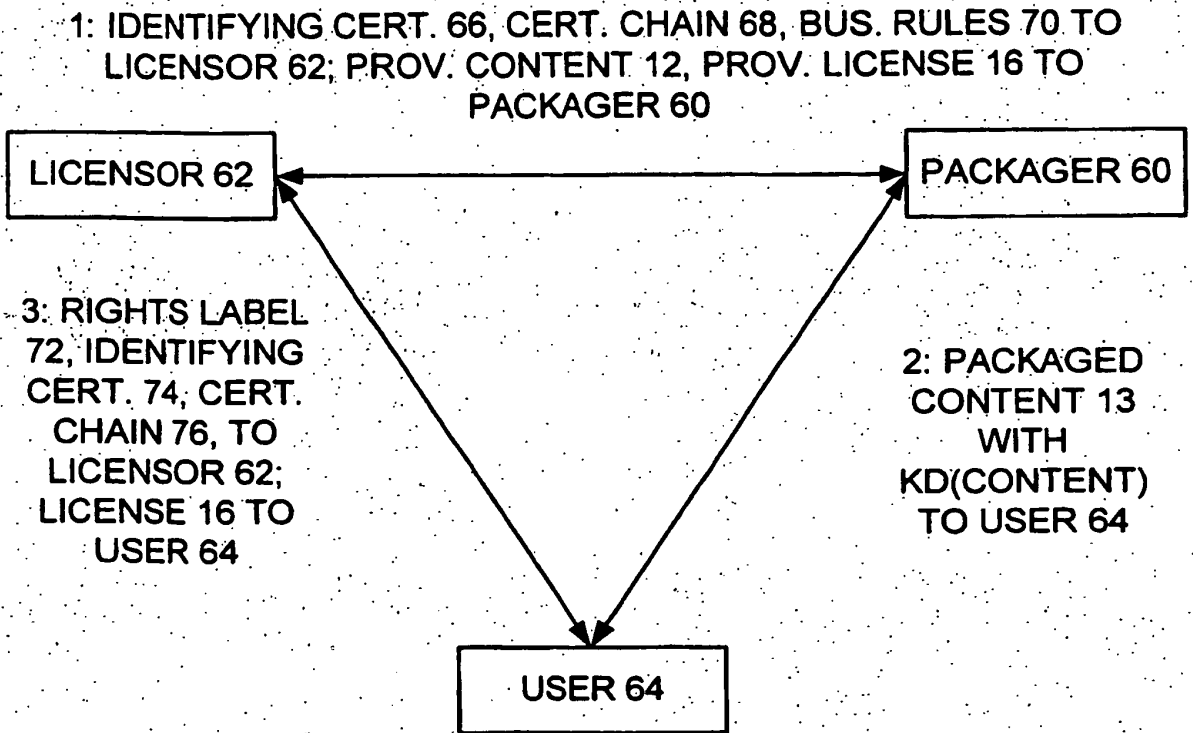 1: IDENTIFYING CERT. 66, CERT. CHAIN 68, BUS. RULES 70 TO
LICENSOR 62; PROV. CONTENT 12, PROV. LICENSE 16 TO
PACKAGER 60
LICENSOR 62
PACKAGER 60
3: RIGHTS LABEL
72, IDENTIFYING
CERT. 74, CERT.
CHAIN 76, TO
LICENSOR 62;
LICENSE 16 TO
USER 64
2: PACKAGED
CONTENT 13
WITH
KD(CONTENT)
TO USER 64
USER 64